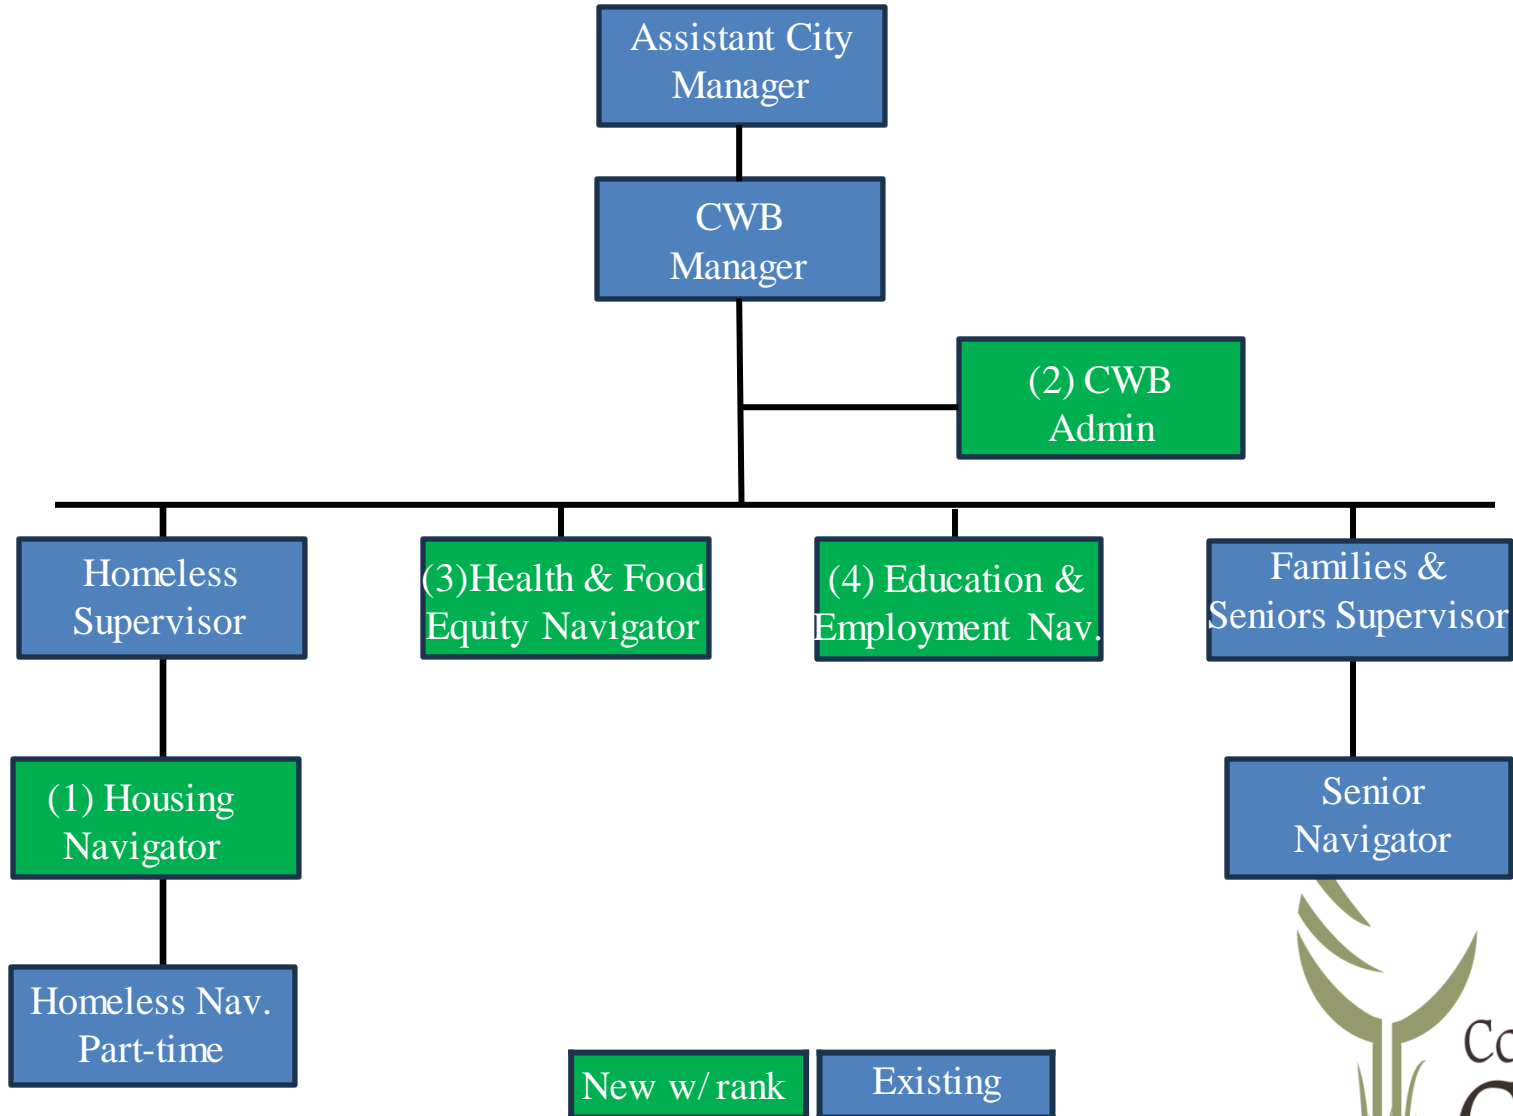 Assistant City
Manager
CWB
Manager
(2) CWB
Admin
Homeless
Supervisor
(3)Health & Food
Equity Navigator
(4) Education &
Employment Nav.
Families &
Seniors Supervisor
(1) Housing
Navigator
Senior
Navigator
Homeless Nav.
Part-time
New w/ rank
Existing